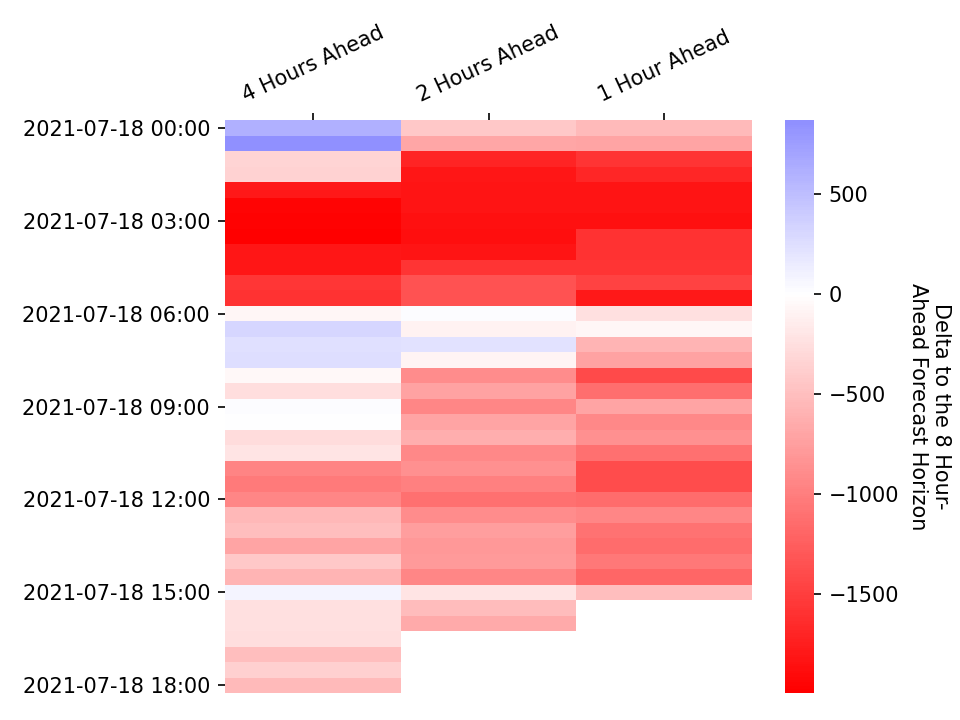 4 Hours Ahead
2 Hours Ahead
1 Hour Ahead
2021-07-18 00:00
2021-07-18 03:00
2021-07-18 06:00
2021-07-18 09:00
2021-07-18 12:00
2021-07-18 15:00
2021-07-18 18:00
500
0
−500
−1000
−1500
Delta to the 8 Hour-
Ahead Forecast Horizon